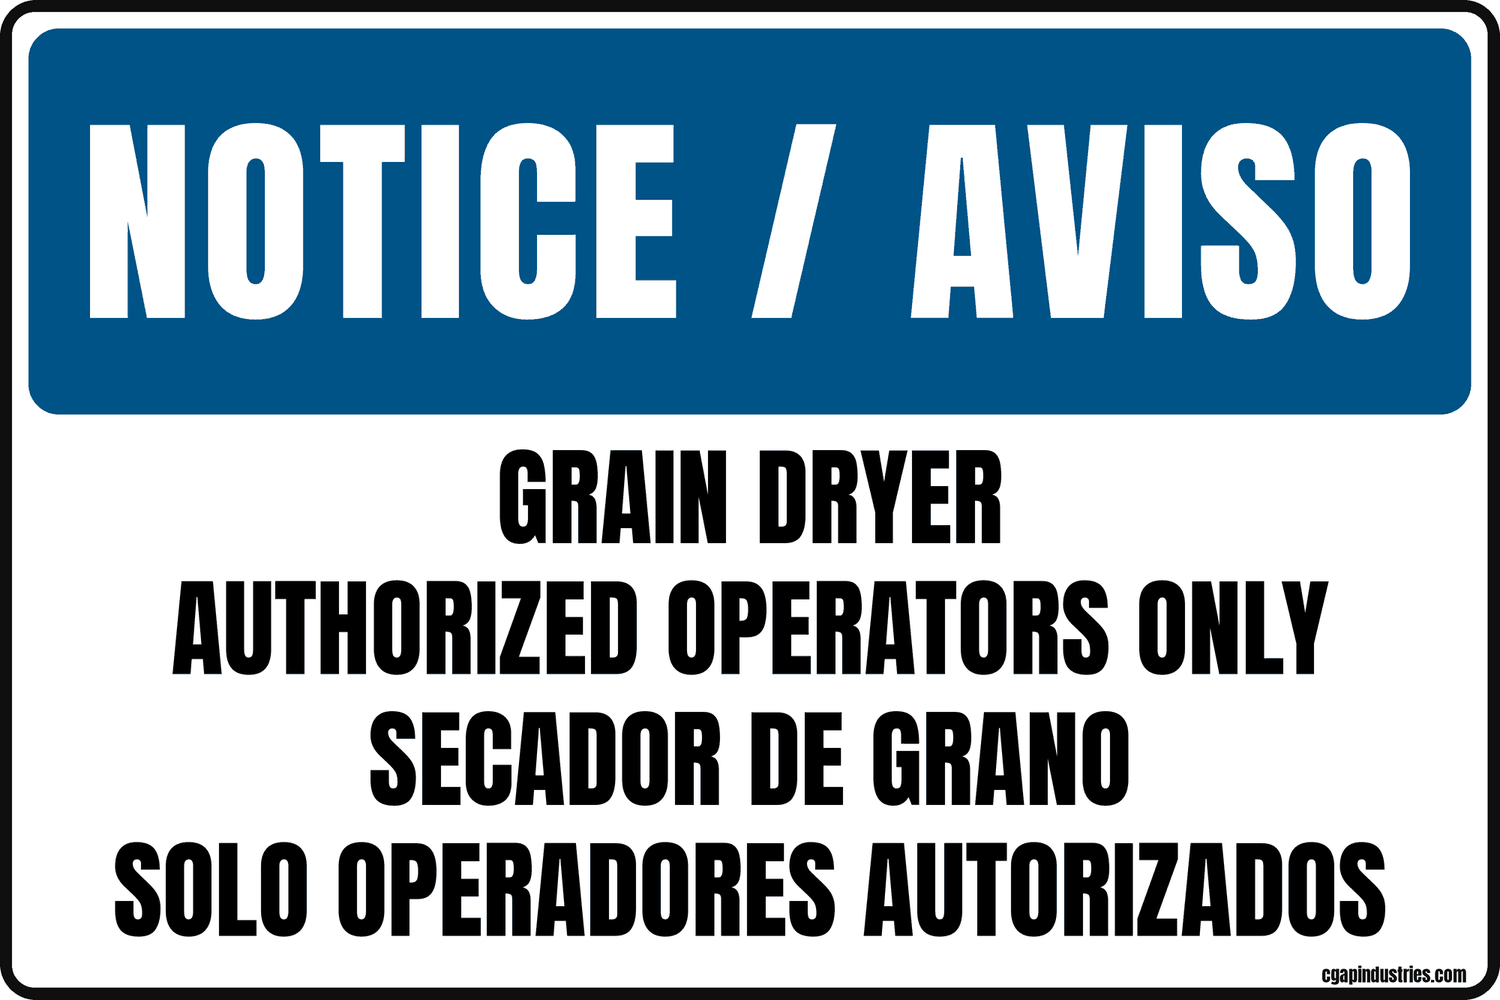 NOTICE / AVISO
GRAIN DRYER
AUTHORIZED OPERATORS ONLY
SECADOR DE GRANO
SOLO OPERADORES AUTORIZADOS
cgapindustries.com